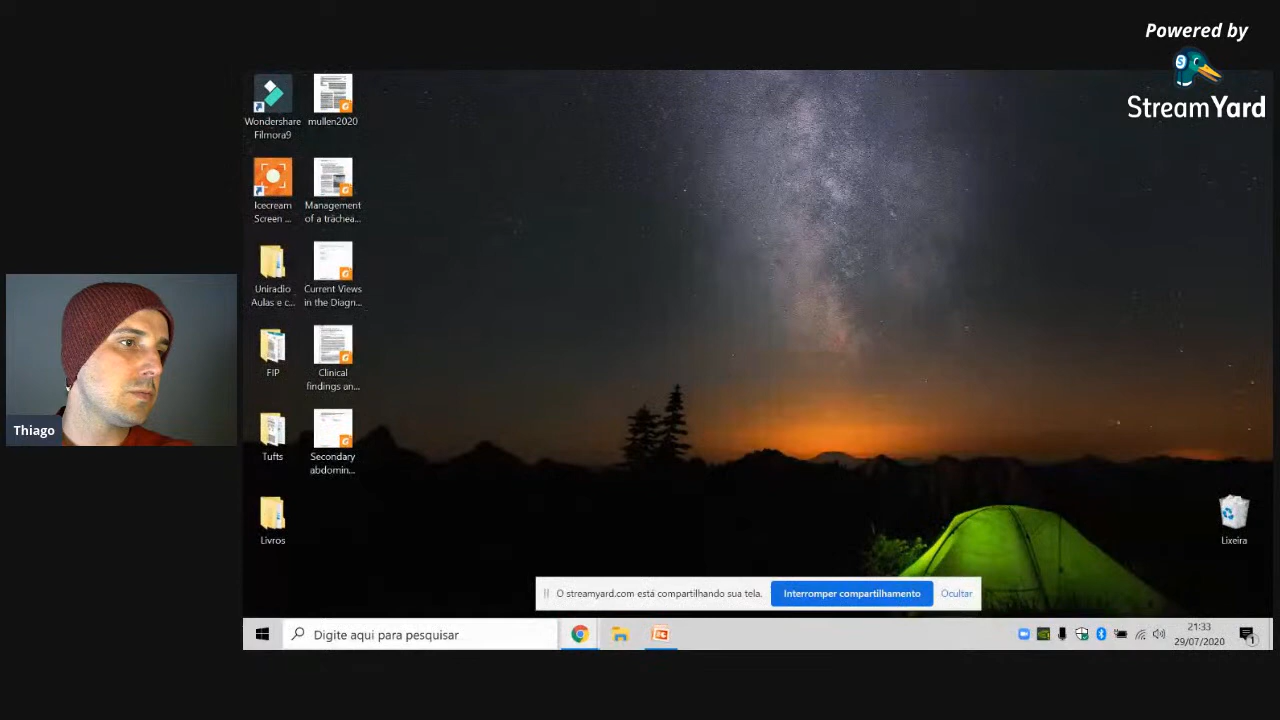 Powered by
StreamYard
Wondershare
Filmora9
mullen2020
Icecream
Screen ...
Management
of a trachea...
Uniradio
Aulas e c...
Current Views
in the Diagn...
FIP
Clinical
findings an...
Tufts
Secondary
abdomin...
Livros
Lixeira
Thiago
O streamyard.com está compartilhando sua tela.
Interromper compartilhamento
Ocultar
Digite aqui para pesquisar
21:33
29/07/2020
1